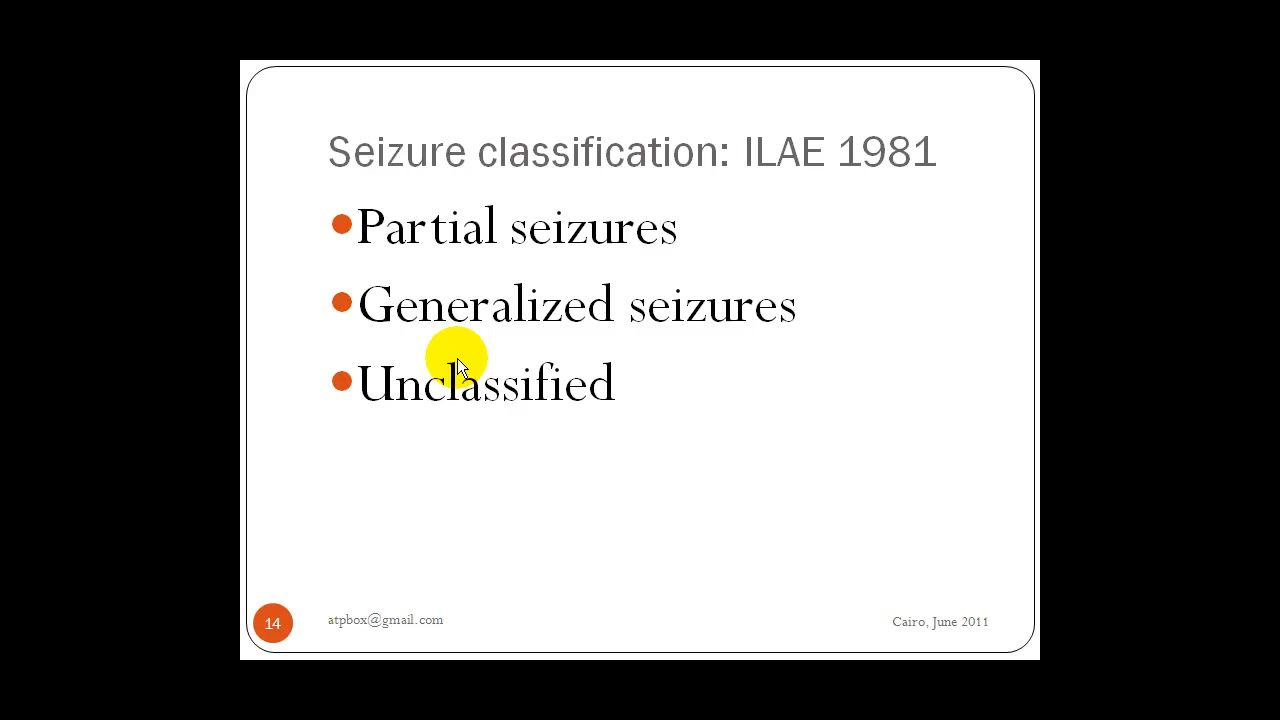 Seizure classification: ILAE 1981
Partial seizures
Generalized seizures
Unclassified
14
atpbox@gmail.com
Cairo, June 2011